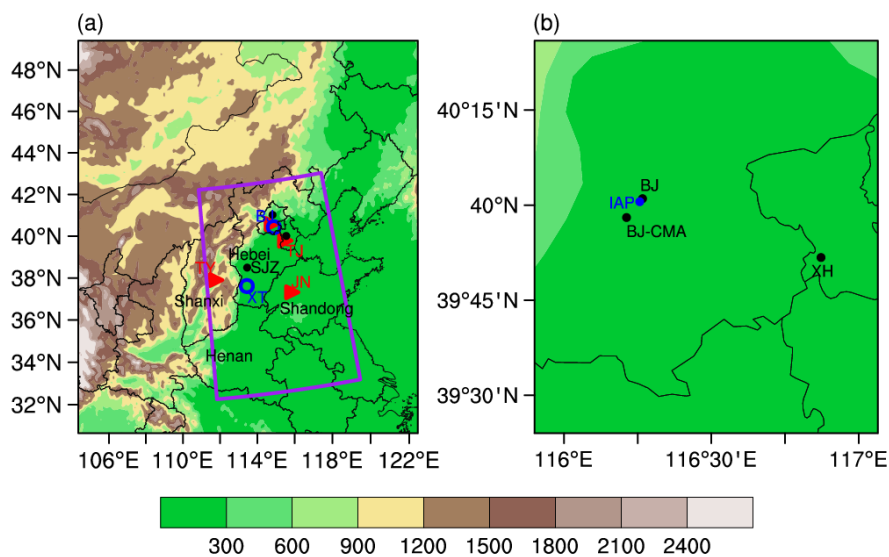 (a)
48°N
46°N
44°N
42°N
40°N
38°N
36°N
34°N
32°N
TJ
Hebei
SJZ
TY
JN
XT
Shanxi
Shandong
Henan
106°E 110°E 114°E 118°E 122°E
(b)
40°15'N
40°N
39°45'N
39°30'N
BJ
IAP
BJ-CMA
XH
116°E 116°30'E 117°E
300 600 900 1200 1500 1800 2100 2400